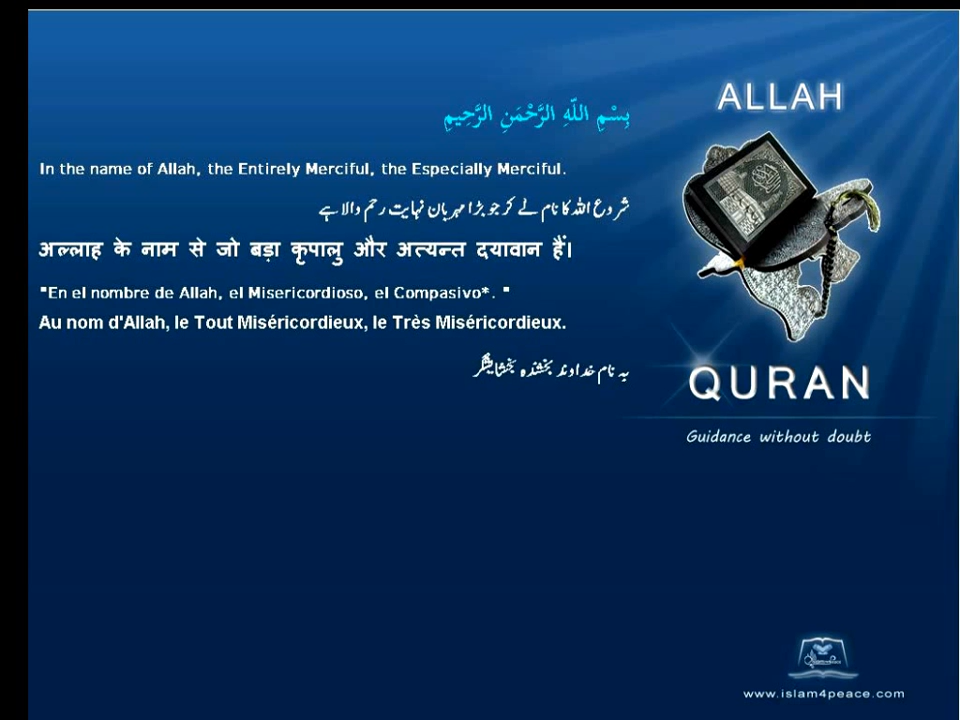 بِسْمِ اللَّهِ الرَّحْمَنِ الرَّحِيمِ
In the name of Allah, the Entirely Merciful, the Especially Merciful.
شروع الله کا نام لے کر جو بڑا مہربان نہایت رحم والا ہے
अल्लाह के नाम से जो बड़ा कृपालु और अत्यन्त दयावान हैं।
"En el nombre de Allah, el Misericordioso, el Compasivo*. "
Au nom d'Allah, le Tout Miséricordieux, le Très Miséricordieux.
به نام خداوند بخشنده بخشایشگر
ALLAH
QURAN
Guidance without doubt
www.islam4peace.com